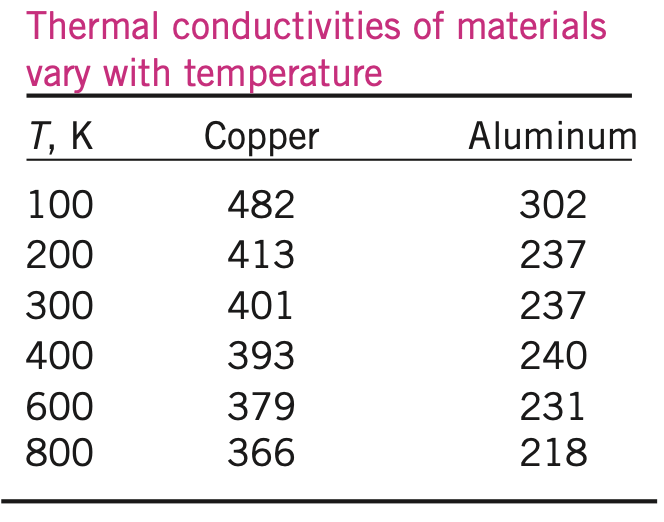 Thermal conductivities of materials
vary with temperature
T, K Copper Aluminum
100 482 302
200 413 237
300 401 237
400 393 240
600 379 231
800 366 218